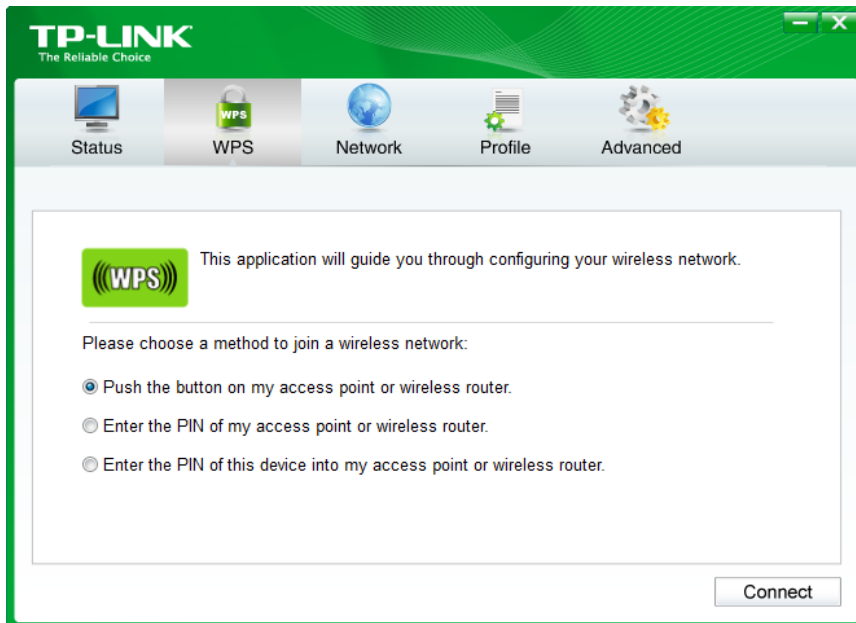 TP-LINK
The Reliable Choice
WPS
Status WPS Network Profile Advanced
WPS
This application will guide you through configuring your wireless network.
Please choose a method to join a wireless network:
Push the button on my access point or wireless router.
Enter the PIN of my access point or wireless router.
Enter the PIN of this device into my access point or wireless router.
Connect